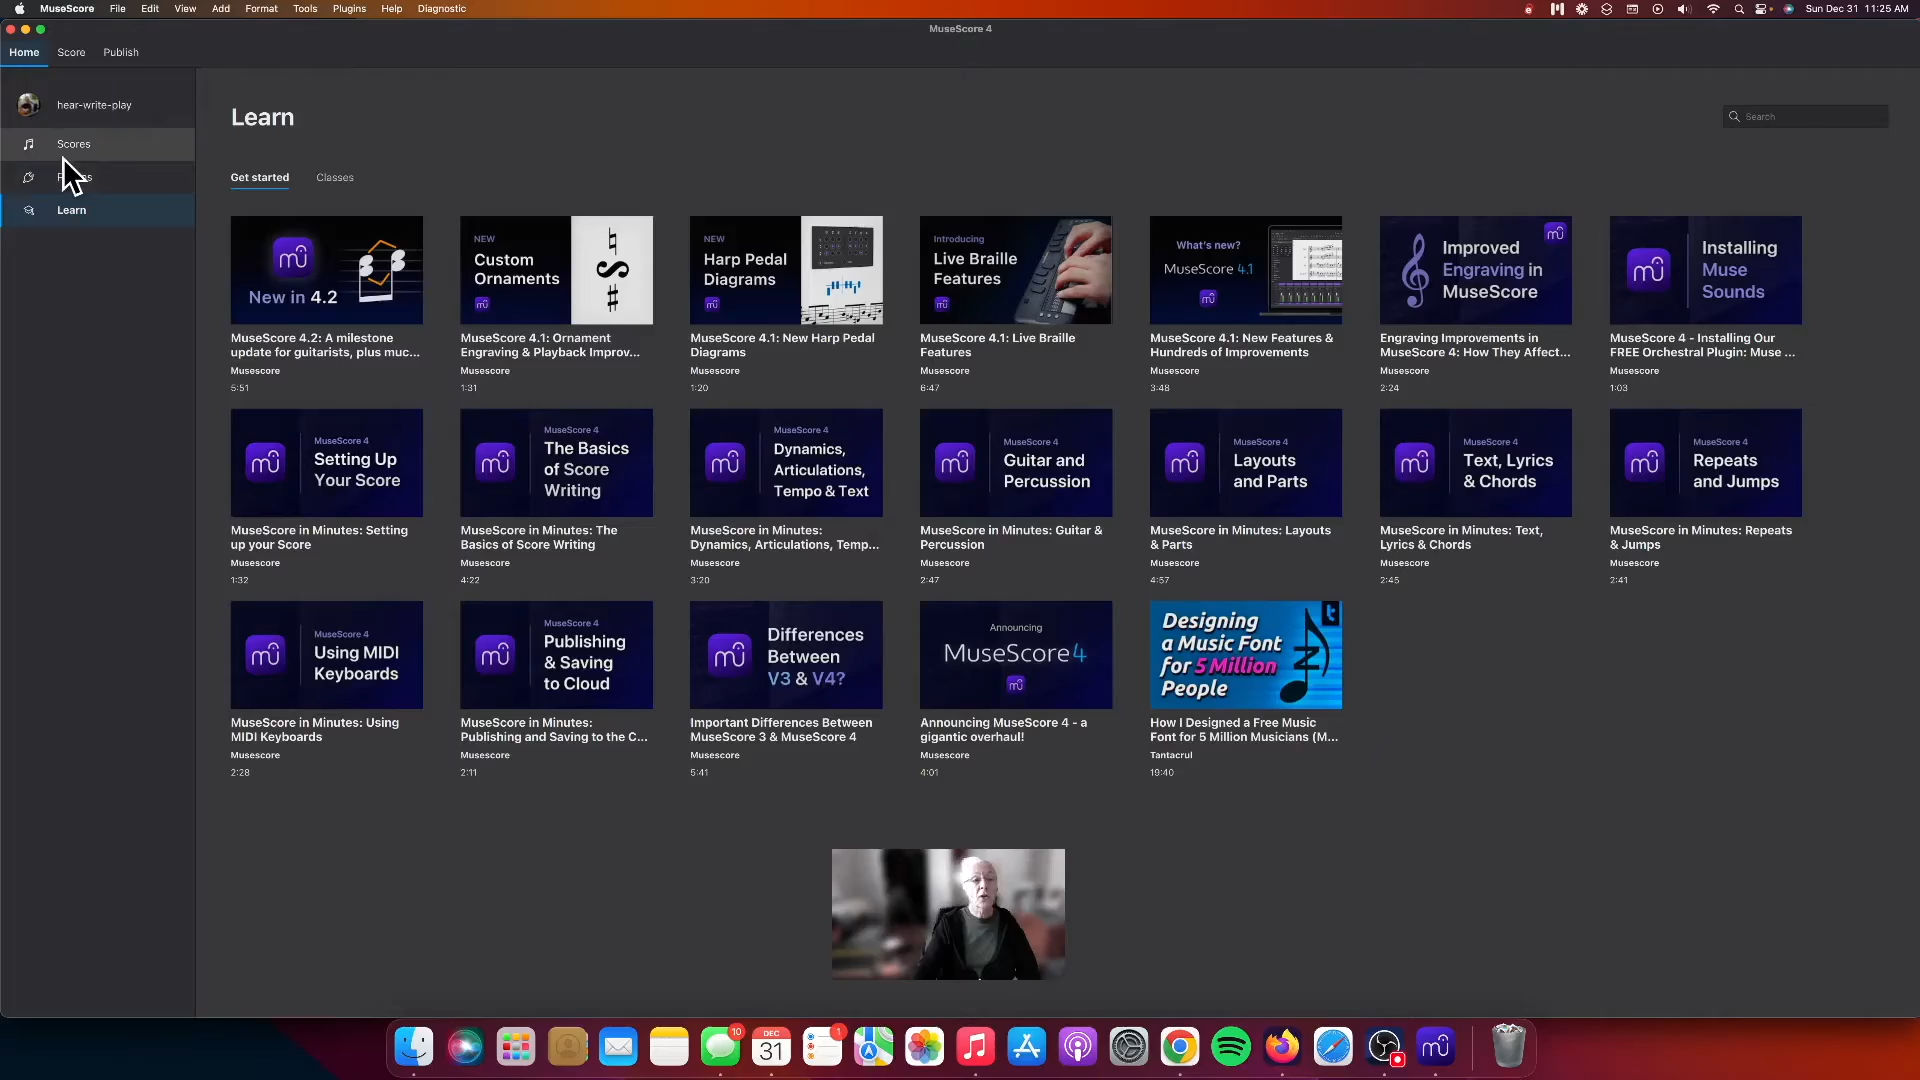 MuseScore File Edit View Add Format Tools Plugins Help Diagnostic
Sun Dec 31 11:25 AM
MuseScore 4
Home Score Publish
hear-write-play
Scores
Learn
Learn
Search
Get started Classes
New in 4.2
MuseScore 4.2: A milestone
update for guitarists, plus muc...
Musescore
5:51
NEW
Custom
Ornaments
MuseScore 4.1: Ornament
Engraving & Playback Improv...
Musescore
1:31
NEW
Harp Pedal
Diagrams
MuseScore 4.1: New Harp Pedal
Diagrams
Musescore
1:20
Introducing
Live Braille
Features
MuseScore 4.1: Live Braille
Features
Musescore
6:47
What's new?
MuseScore 4.1
MuseScore 4.1: New Features &
Hundreds of Improvements
Musescore
3:48
Improved
Engraving in
MuseScore
Engraving Improvements in
MuseScore 4: How They Affect...
Musescore
2:24
Installing
Muse
Sounds
MuseScore 4 - Installing Our
FREE Orchestral Plugin: Muse ...
Musescore
1:03
MuseScore 4
Setting Up
Your Score
MuseScore in Minutes: Setting
up your Score
Musescore
1:32
MuseScore 4
The Basics
of Score
Writing
MuseScore in Minutes: The
Basics of Score Writing
Musescore
4:22
MuseScore 4
Dynamics,
Articulations,
Tempo & Text
MuseScore in Minutes:
Dynamics, Articulations, Temp...
Musescore
3:20
MuseScore 4
Guitar and
Percussion
MuseScore in Minutes: Guitar &
Percussion
Musescore
2:47
MuseScore 4
Layouts
and Parts
MuseScore in Minutes: Layouts
& Parts
Musescore
4:57
MuseScore 4
Text, Lyrics
& Chords
MuseScore in Minutes: Text,
Lyrics & Chords
Musescore
2:45
MuseScore 4
Repeats
and Jumps
MuseScore in Minutes: Repeats
& Jumps
Musescore
2:41
MuseScore 4
Using MIDI
Keyboards
MuseScore in Minutes: Using
MIDI Keyboards
Musescore
2:28
MuseScore 4
Publishing
& Saving
to Cloud
MuseScore in Minutes:
Publishing and Saving to the C...
Musescore
2:11
Differences
Between
V3 & V4?
Important Differences Between
MuseScore 3 & MuseScore 4
Musescore
5:41
Announcing
MuseScore 4
Announcing MuseScore 4 - a
gigantic overhaul!
Musescore
4:01
Designing
a Music Font
for 5 Million
People
How I Designed a Free Music
Font for 5 Million Musicians (M...
Tantacrul
19:40
10
DEC
31
1